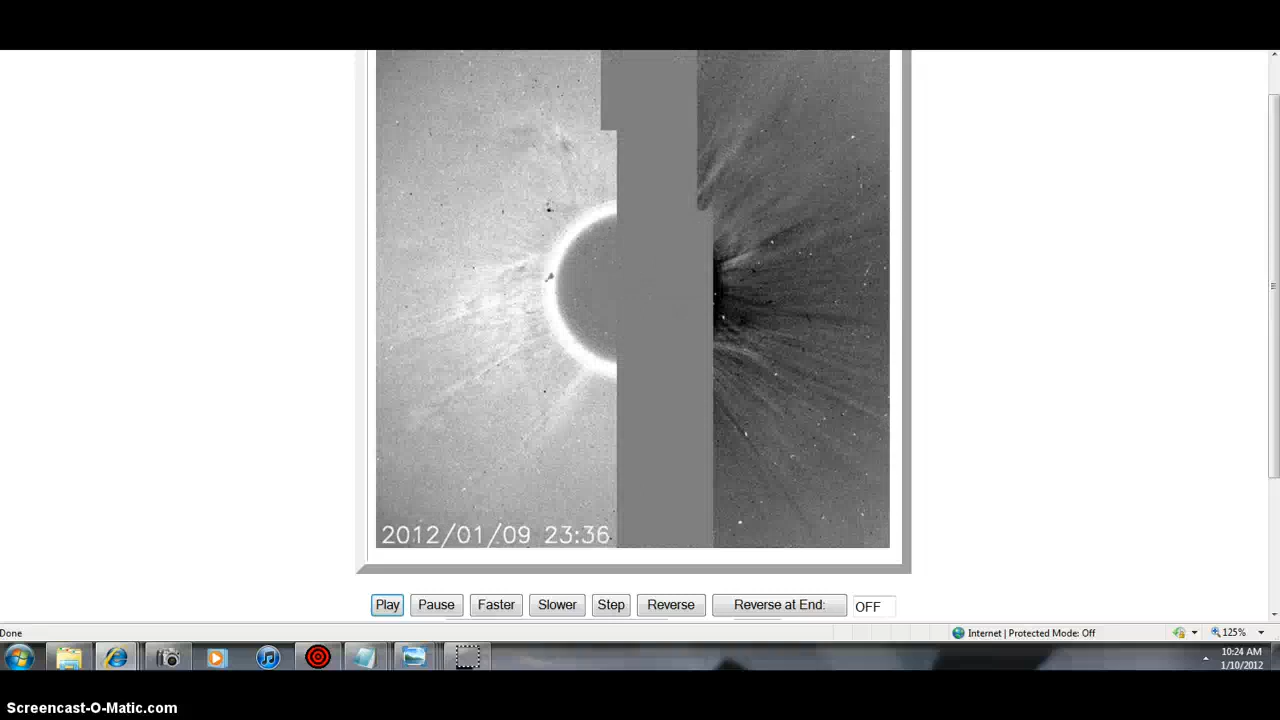 2012/01/09 23:36
Play Pause Faster Slower Step Reverse Reverse at End: OFF
Done Internet | Protected Mode: Off 125%
10:24 AM
1/10/2012
Screencast-O-Matic.com